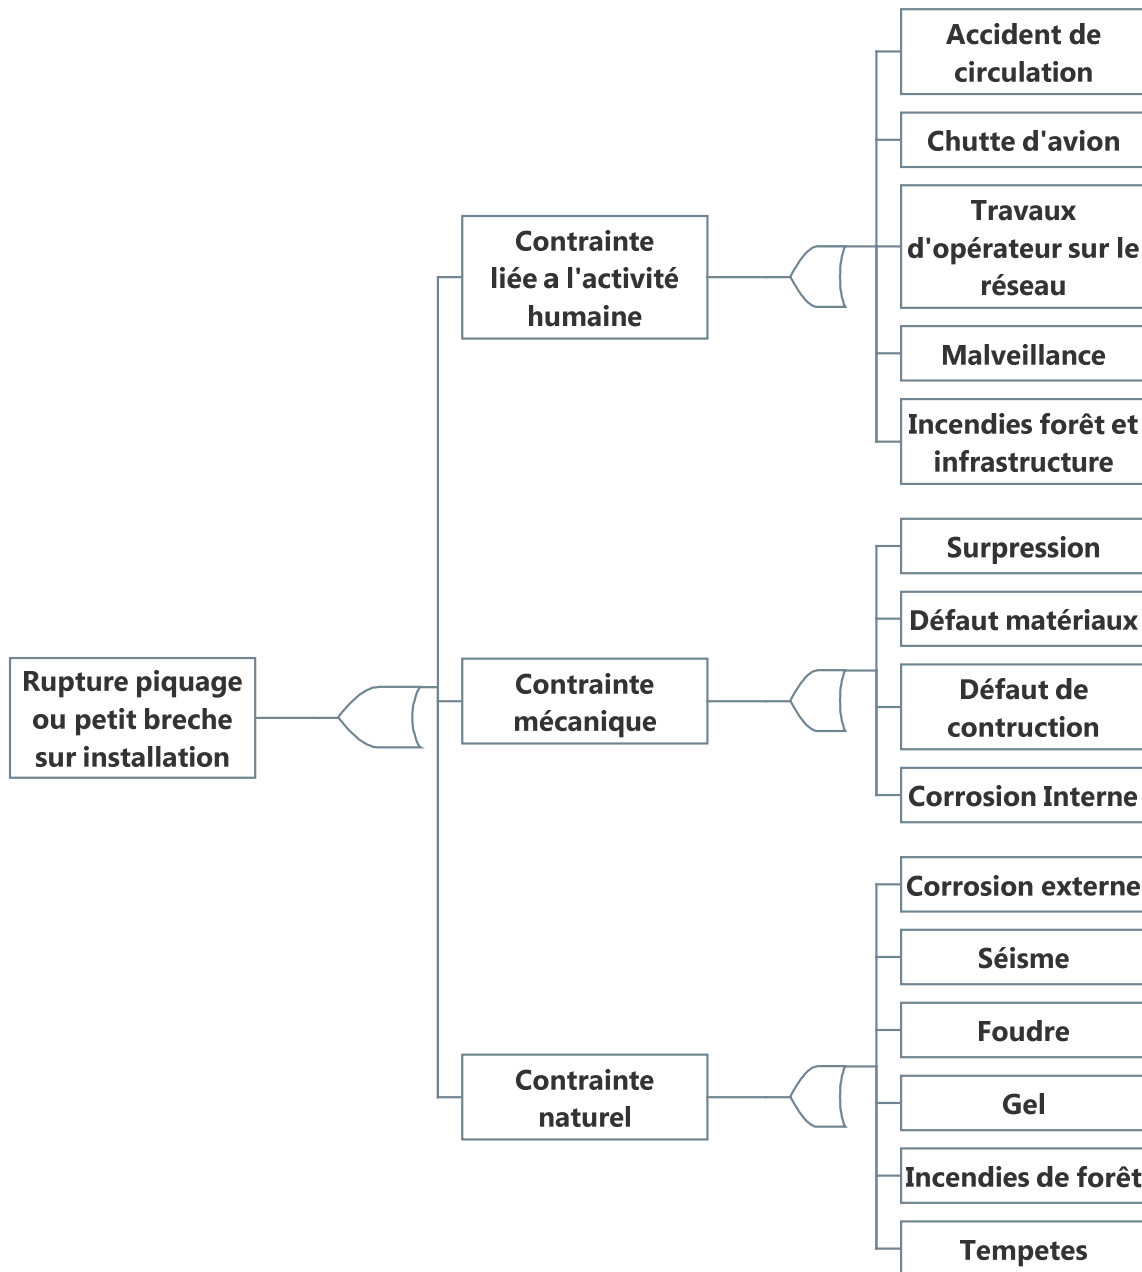 Accident de
circulation
Chutte d'avion
Travaux
d'opérateur sur le
réseau
Malveillance
Incendies forêt et
infrastructure
Contrainte
liée a l'activité
humaine
Surpression
Défaut matériaux
Défaut de
contruction
Corrosion Interne
Contrainte
mécanique
Rupture piquage
ou petit breche
sur installation
Corrosion externe
Séisme
Foudre
Gel
Incendies de forêt
Tempetes
Contrainte
naturel